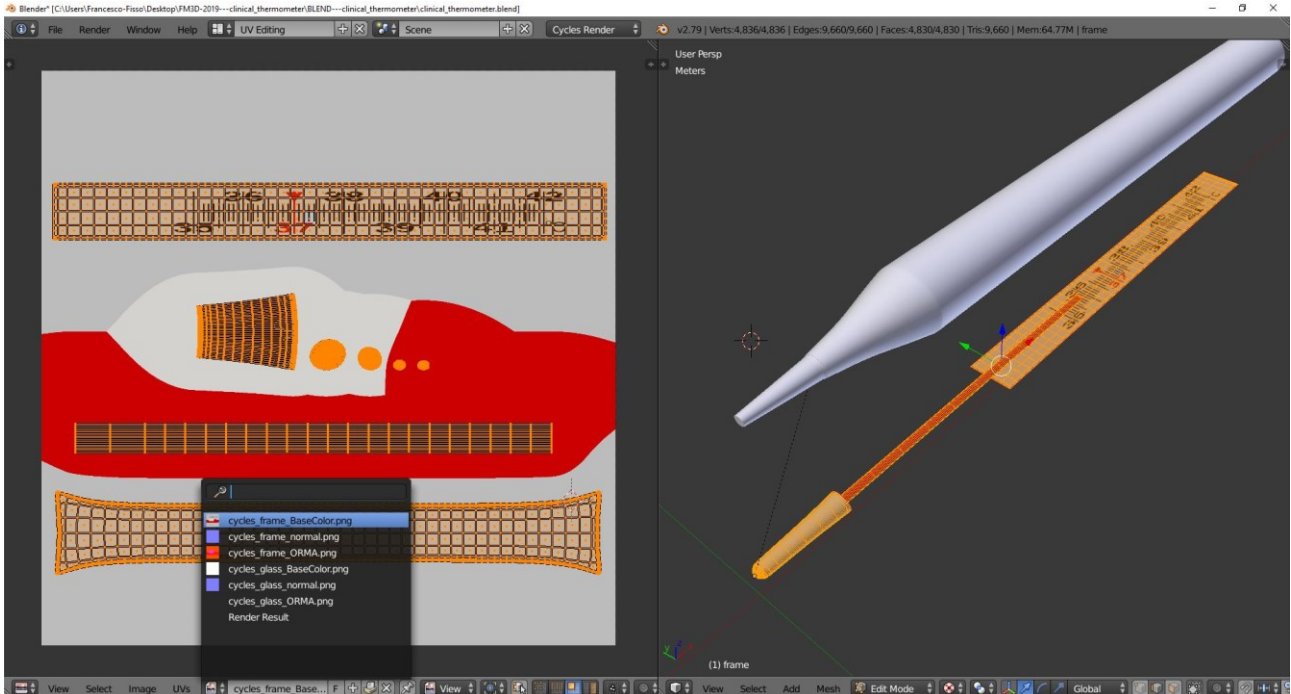 Blender* [C:\Users\Francesco-Fisso\Desktop\FM3D-2019---clinical_thermometer\BLEND---clinical_thermometer\clinical_thermometer.blend]
File Render Window Help UV Editing Scene Cycles Render v2.79 | Verts:4,836/4,836 | Edges:9,660/9,660 | Faces:4,830/4,830 | Tris:9,660 | Mem:64.77M | frame
User Persp
Meters
36 38 40 42
35 37 39 41 °C
cycles_frame_BaseColor.png
cycles_frame_normal.png
cycles_frame_ORMA.png
cycles_glass_BaseColor.png
cycles_glass_normal.png
cycles_glass_ORMA.png
Render Result
(1) frame
View Select Image UVs cycles_frame_Base... F View
View Select Add Mesh Edit Mode Global